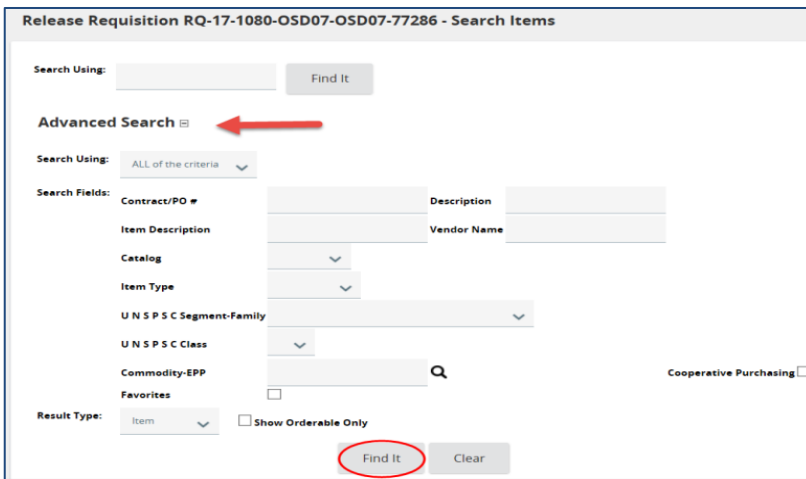 Release Requisition RQ-17-1080-OSD07-OSD07-77286 - Search Items
Search Using: Find It
Advanced Search
Search Using: ALL of the criteria
Search Fields: Contract/PO # Description
Item Description Vendor Name
Catalog
Item Type
U N S P S C Segment-Family
U N S P S C Class
Commodity-EPP Cooperative Purchasing
Favorites
Result Type: Item Show Orderable Only
Find It Clear